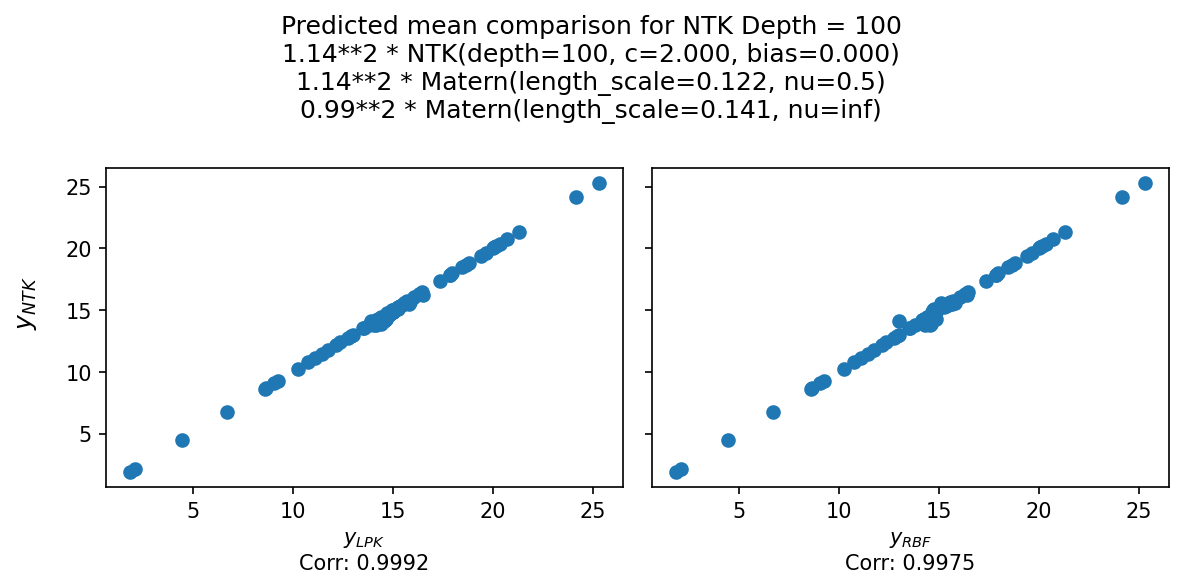 Predicted mean comparison for NTK Depth = 100
1.14**2 * NTK(depth=100, c=2.000, bias=0.000)
1.14**2 * Matern(length_scale=0.122, nu=0.5)
0.99**2 * Matern(length_scale=0.141, nu=inf)
y_NTK
25
20
15
10
5
5 10 15 20 25
y_LPK
Corr: 0.9992
5 10 15 20 25
y_RBF
Corr: 0.9975